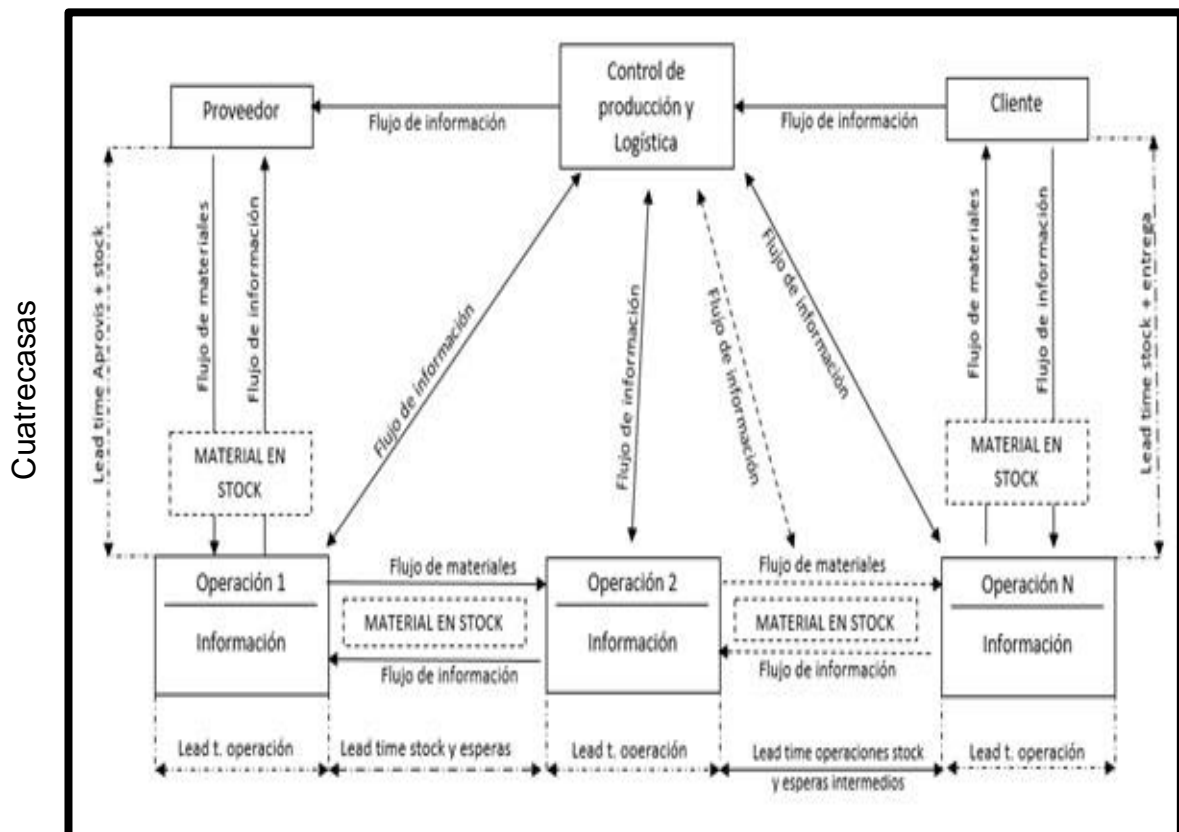 Cuatrecasas
Proveedor
Flujo de información
Control de
producción y
Logística
Flujo de información
Cliente
Lead time Aprovis + stock
Flujo de materiales
Flujo de información
MATERIAL EN
STOCK
Flujo de información
Flujo de información
Flujo de información
Flujo de información
Flujo de materiales
Flujo de información
MATERIAL EN
STOCK
Lead time stock + entrega
Operación 1
Información
Flujo de materiales
MATERIAL EN STOCK
Flujo de información
Operación 2
Información
Flujo de materiales
MATERIAL EN STOCK
Flujo de información
Operación N
Información
Lead t. operación
Lead time stock y esperas
Lead t. operación
Lead time operaciones stock
y esperas intermedios
Lead t. operación